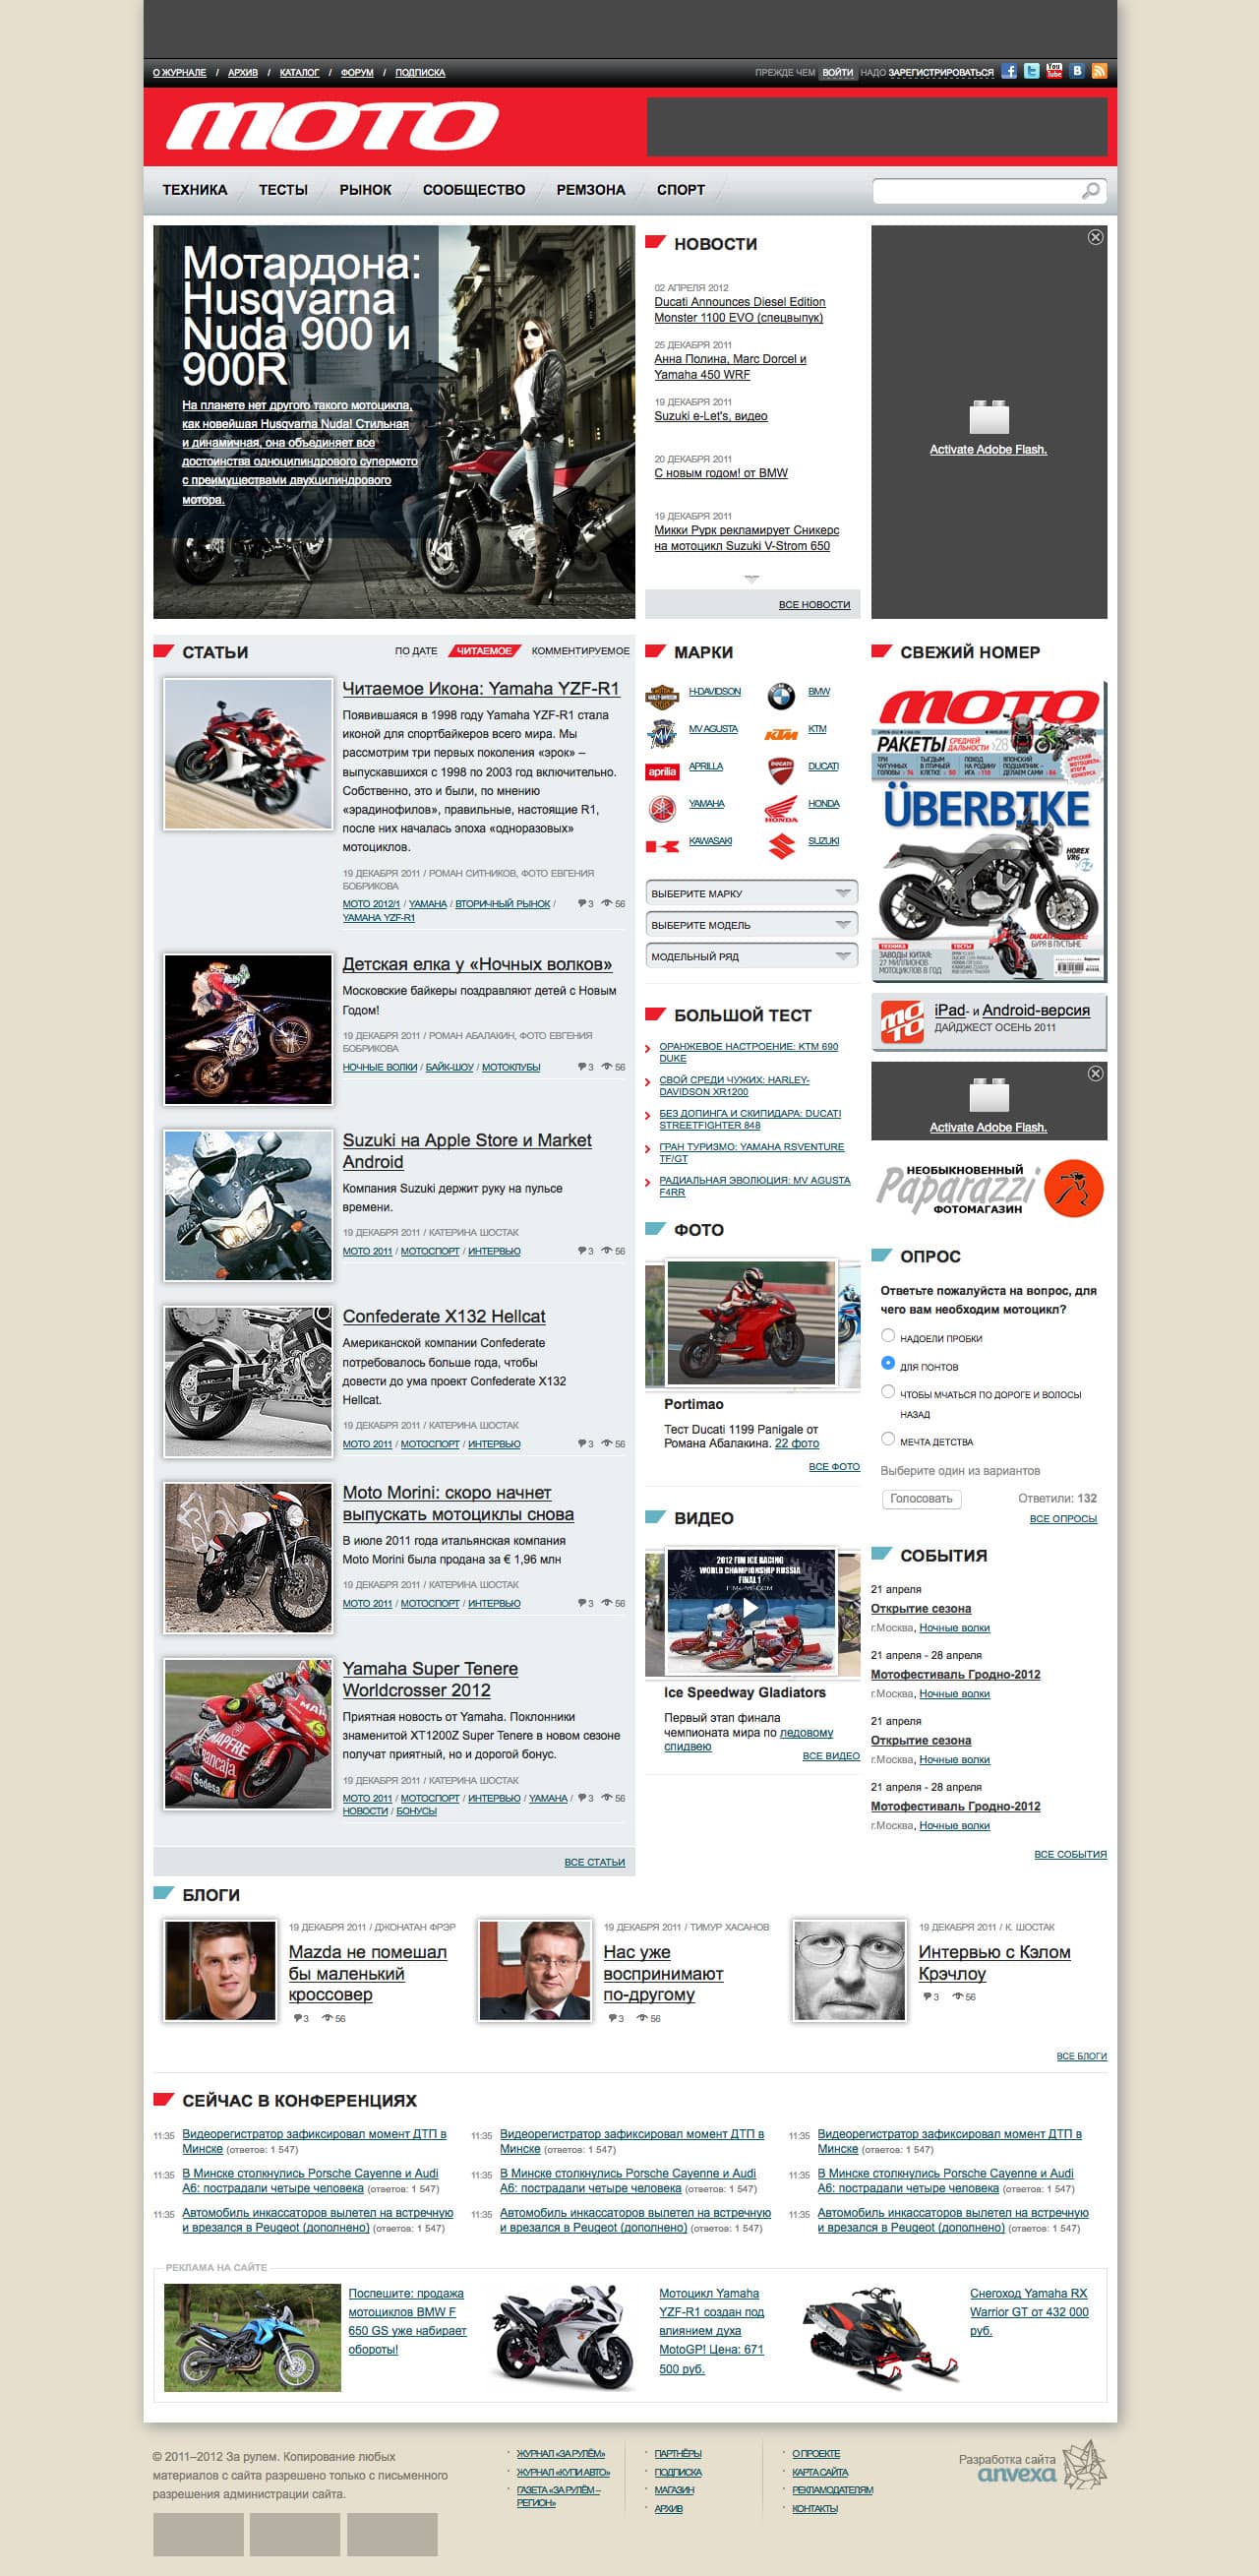 О ЖУРНАЛЕ / АРХИВ / КАТАЛОГ / ФОРУМ / ПОДПИСКА
ПРЕЖДЕ ЧЕМ ВОЙТИ НАДО ЗАРЕГИСТРИРОВАТЬСЯ
МОТО
ТЕХНИКА
ТЕСТЫ
РЫНОК
СООБЩЕСТВО
РЕМЗОНА
СПОРТ
Мотардона:
Husqvarna
Nuda 900 и
900R
На планете нет другого такого мотоцикла,
как новейшая Husqvarna Nuda! Стильная
и динамичная, она объединяет все
достоинства одноцилиндрового супермото
с преимуществами двухцилиндрового
мотора.
НОВОСТИ
02 АПРЕЛЯ 2012
Ducati Announces Diesel Edition
Monster 1100 EVO (спецвыпук)
25 ДЕКАБРЯ 2011
Анна Полина, Marc Dorcel и
Yamaha 450 WRF
19 ДЕКАБРЯ 2011
Suzuki e-Let's, видео
20 ДЕКАБРЯ 2011
С новым годом! от BMW
19 ДЕКАБРЯ 2011
Микки Рурк рекламирует Сникерс
на мотоцикл Suzuki V-Strom 650
ВСЕ НОВОСТИ
Activate Adobe Flash.
СТАТЬИ
ПО ДАТЕ
ЧИТАЕМОЕ
КОММЕНТИРУЕМОЕ
Читаемое Икона: Yamaha YZF-R1
Появившаяся в 1998 году Yamaha YZF-R1 стала
иконой для спортбайкеров всего мира. Мы
рассмотрим три первых поколения «эрок» –
выпускавшихся с 1998 по 2003 год включительно.
Собственно, это и были, по мнению
«эрадинофилов», правильные, настоящие R1,
после них началась эпоха «одноразовых»
мотоциклов.
19 ДЕКАБРЯ 2011 / РОМАН СИТНИКОВ, ФОТО ЕВГЕНИЯ
БОБРИКОВА
МОТО 2012/1 / YAMAHA / ВТОРИЧНЫЙ РЫНОК /
YAMAHA YZF-R1
3 56
Детская елка у «Ночных волков»
Московские байкеры поздравляют детей с Новым
Годом!
19 ДЕКАБРЯ 2011 / РОМАН АБАЛАКИН, ФОТО ЕВГЕНИЯ
БОБРИКОВА
НОЧНЫЕ ВОЛКИ / БАЙК-ШОУ / МОТОКЛУБЫ
3 56
Suzuki на Apple Store и Market
Android
Компания Suzuki держит руку на пульсе
времени.
19 ДЕКАБРЯ 2011 / КАТЕРИНА ШОСТАК
МОТО 2011 / МОТОСПОРТ / ИНТЕРВЬЮ
3 56
Confederate X132 Hellcat
Американской компании Confederate
потребовалось больше года, чтобы
довести до ума проект Confederate X132
Hellcat.
19 ДЕКАБРЯ 2011 / КАТЕРИНА ШОСТАК
МОТО 2011 / МОТОСПОРТ / ИНТЕРВЬЮ
3 56
Moto Morini: скоро начнет
выпускать мотоциклы снова
В июле 2011 года итальянская компания
Moto Morini была продана за € 1,96 млн
19 ДЕКАБРЯ 2011 / КАТЕРИНА ШОСТАК
МОТО 2011 / МОТОСПОРТ / ИНТЕРВЬЮ
3 56
Yamaha Super Tenere
Worldcrosser 2012
Приятная новость от Yamaha. Поклонники
знаменитой XT1200Z Super Tenere в новом сезоне
получат приятный, но и дорогой бонус.
19 ДЕКАБРЯ 2011 / КАТЕРИНА ШОСТАК
МОТО 2011 / МОТОСПОРТ / ИНТЕРВЬЮ / YAMAHA /
НОВОСТИ / БОНУСЫ
3 56
ВСЕ СТАТЬИ
МАРКИ
H-DAVIDSON
BMW
MV AGUSTA
KTM
KTM
aprilia
APRILLA
DUCATI
YAMAHA
HONDA
HONDA
KAWASAKI
SUZUKI
ВЫБЕРИТЕ МАРКУ
ВЫБЕРИТЕ МОДЕЛЬ
МОДЕЛЬНЫЙ РЯД
БОЛЬШОЙ ТЕСТ
ОРАНЖЕВОЕ НАСТРОЕНИЕ: KTM 690
DUKE
СВОЙ СРЕДИ ЧУЖИХ: HARLEY-
DAVIDSON XR1200
БЕЗ ДОПИНГА И СКИПИДАРА: DUCATI
STREETFIGHTER 848
ГРАН ТУРИЗМО: YAMAHA RSVENTURE
TF/GT
РАДИАЛЬНАЯ ЭВОЛЮЦИЯ: MV AGUSTA
F4RR
ФОТО
Portimao
Тест Ducati 1199 Panigale от
Романа Абалакина. 22 фото
ВСЕ ФОТО
ВИДЕО
2012 FIM ICE RACING
WORLD CHAMPIONSHIP RUSSIA
FINAL 1
Ice Speedway Gladiators
Первый этап финала
чемпионата мира по ледовому
спидвею
ВСЕ ВИДЕО
СВЕЖИЙ НОМЕР
МОТО
РАКЕТЫ СРЕДНЕЙ
ДАЛЬНОСТИ >28
ТРИ
ЧУГУННЫХ
ГОЛОВЫ
ТЫГДЫМ
В ПТИЧЬЕЙ
КЛЕТКЕ
ПОХОД
НА РОДИНУ
ЯПОНСКИЙ
ПОДШИПНИК -
ДЕЛАЕМ САМИ
ÜBERBIKE
HOREX
VR6
ТЕХНИКА
ЗАВОДЫ КИТАЯ:
27 МИЛЛИОНОВ
МОТОЦИКЛОВ В ГОД
ТЕСТЫ
БУРЯ В ПУСТЫНЕ
МОТО
iPad- и Android-версия
ДАЙДЖЕСТ ОСЕНЬ 2011
Activate Adobe Flash.
НЕОБЫКНОВЕННЫЙ
Paparazzi
ФОТОМАГАЗИН
ОПРОС
Ответьте пожалуйста на вопрос, для
чего вам необходим мотоцикл?
НАДОЕЛИ ПРОБКИ
ДЛЯ ПОНТОВ
ЧТОБЫ МЧАТЬСЯ ПО ДОРОГЕ И ВОЛОСЫ
НАЗАД
МЕЧТА ДЕТСТВА
Выберите один из вариантов
Голосовать
Ответили: 132
ВСЕ ОПРОСЫ
СОБЫТИЯ
21 апреля
Открытие сезона
г.Москва, Ночные волки
21 апреля - 28 апреля
Мотофестиваль Гродно-2012
г.Москва, Ночные волки
21 апреля
Открытие сезона
г.Москва, Ночные волки
21 апреля - 28 апреля
Мотофестиваль Гродно-2012
г.Москва, Ночные волки
ВСЕ СОБЫТИЯ
БЛОГИ
19 ДЕКАБРЯ 2011 / ДЖОНАТАН ФРЭР
Mazda не помешал
бы маленький
кроссовер
3 56
19 ДЕКАБРЯ 2011 / ТИМУР ХАСАНОВ
Нас уже
воспринимают
по-другому
3 56
19 ДЕКАБРЯ 2011 / К. ШОСТАК
Интервью с Кэлом
Крэчлоу
3 56
ВСЕ БЛОГИ
СЕЙЧАС В КОНФЕРЕНЦИЯХ
11:35 Видеорегистратор зафиксировал момент ДТП в
Минске (ответов: 1 547)
11:35 В Минске столкнулись Porsche Cayenne и Audi
A6: пострадали четыре человека (ответов: 1 547)
11:35 Автомобиль инкассаторов вылетел на встречную
и врезался в Peugeot (дополнено) (ответов: 1 547)
11:35 Видеорегистратор зафиксировал момент ДТП в
Минске (ответов: 1 547)
11:35 В Минске столкнулись Porsche Cayenne и Audi
A6: пострадали четыре человека (ответов: 1 547)
11:35 Автомобиль инкассаторов вылетел на встречную
и врезался в Peugeot (дополнено) (ответов: 1 547)
11:35 Видеорегистратор зафиксировал момент ДТП в
Минске (ответов: 1 547)
11:35 В Минске столкнулись Porsche Cayenne и Audi
A6: пострадали четыре человека (ответов: 1 547)
11:35 Автомобиль инкассаторов вылетел на встречную
и врезался в Peugeot (дополнено) (ответов: 1 547)
РЕКЛАМА НА САЙТЕ
Поспешите: продажа
мотоциклов BMW F
650 GS уже набирает
обороты!
Мотоцикл Yamaha
YZF-R1 создан под
влиянием духа
MotoGP! Цена: 671
500 руб.
Снегоход Yamaha RX
Warrior GT от 432 000
руб.
© 2011–2012 За рулем. Копирование любых
материалов с сайта разрешено только с письменного
разрешения администрации сайта.
ЖУРНАЛ «ЗА РУЛЁМ»
ЖУРНАЛ «КУПИ АВТО»
ГАЗЕТА «ЗА РУЛЁМ –
РЕГИОН»
ПАРТНЁРЫ
ПОДПИСКА
МАГАЗИН
АРХИВ
О ПРОЕКТЕ
КАРТА САЙТА
РЕКЛАМОДАТЕЛЯМ
КОНТАКТЫ
Разработка сайта
anvexa